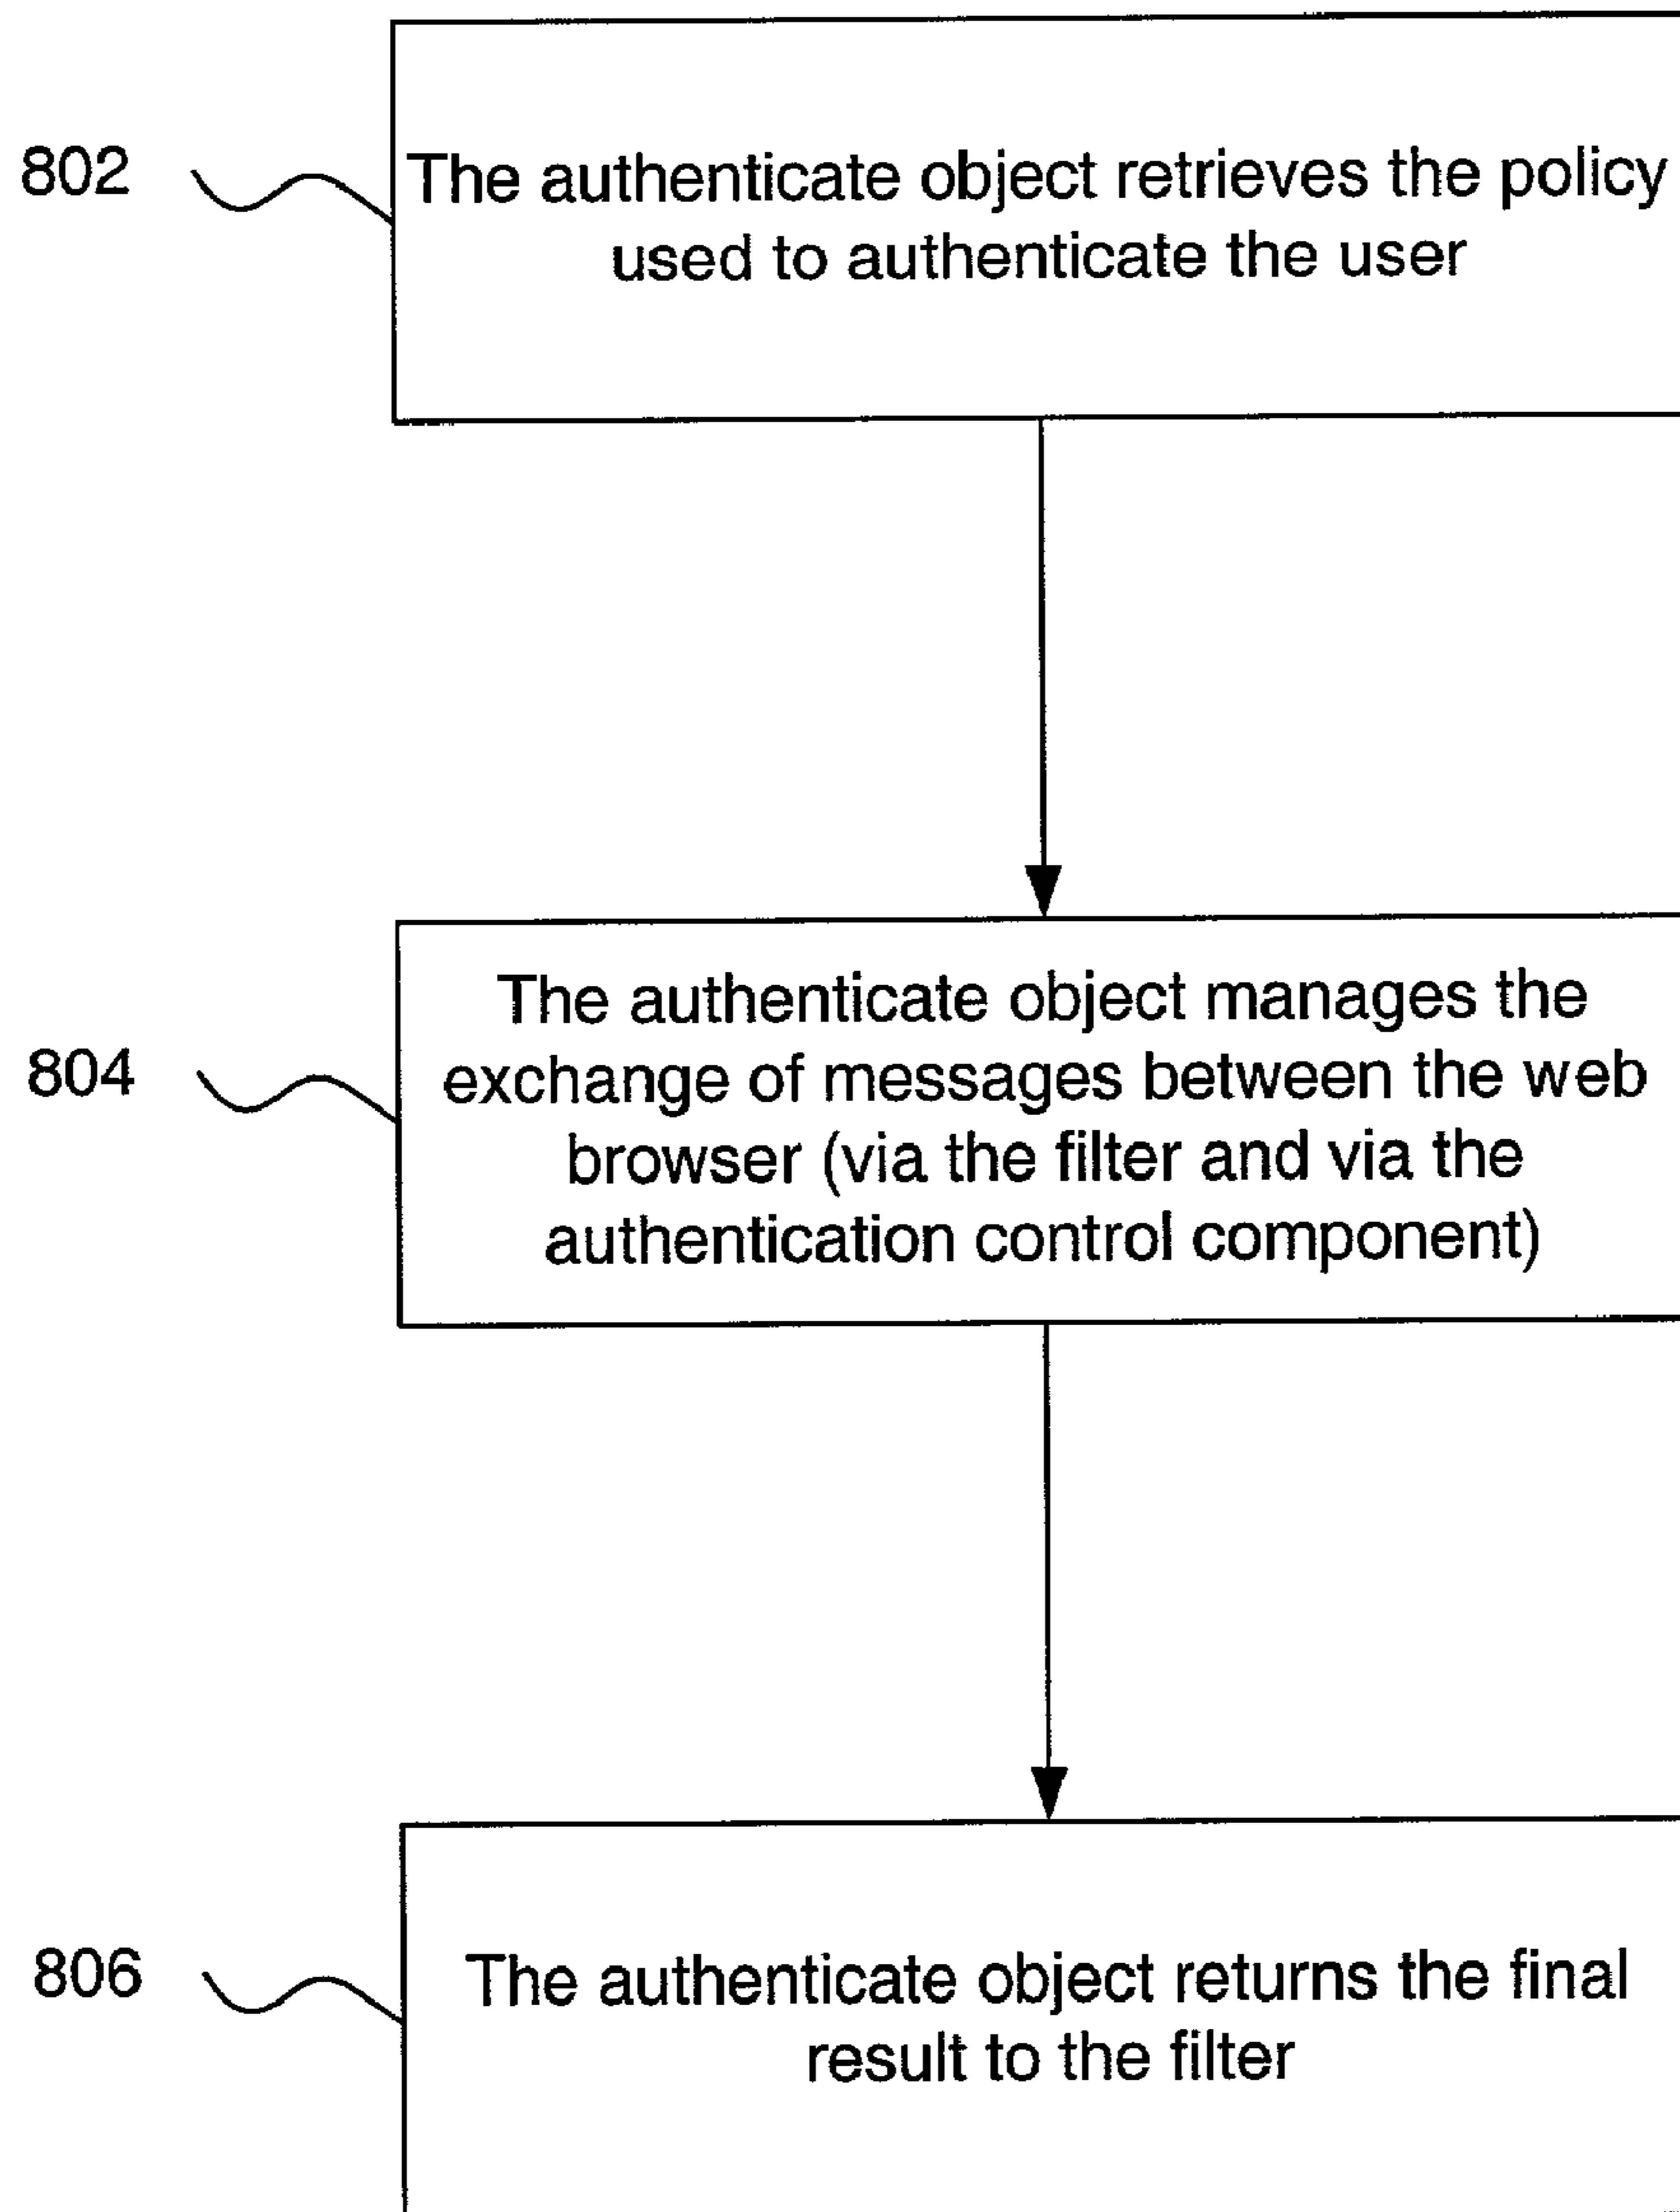 802
The authenticate object retrieves the policy
used to authenticate the user
804
The authenticate object manages the
exchange of messages between the web
browser (via the filter and via the
authentication control component)
806
The authenticate object returns the final
result to the filter